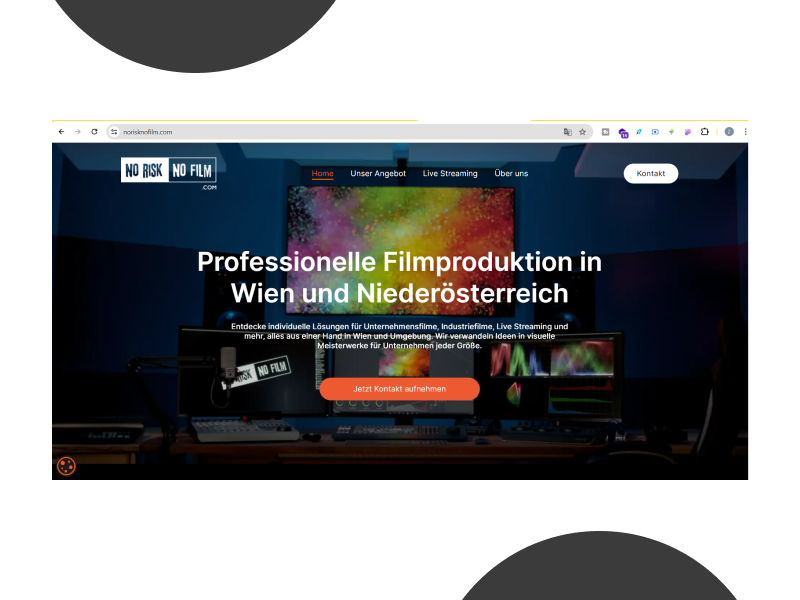 norisknofilm.com
NO RISK NO FILM
.COM
Home Unser Angebot Live Streaming Über uns Kontakt
Professionelle Filmproduktion in
Wien und Niederösterreich
Entdecke individuelle Lösungen für Unternehmensfilme, Industriefilme, Live Streaming und
mehr, alles aus einer Hand in Wien und Umgebung. Wir verwandeln Ideen in visuelle
Meisterwerke für Unternehmen jeder Größe.
RISK NO FILM
Jetzt Kontakt aufnehmen